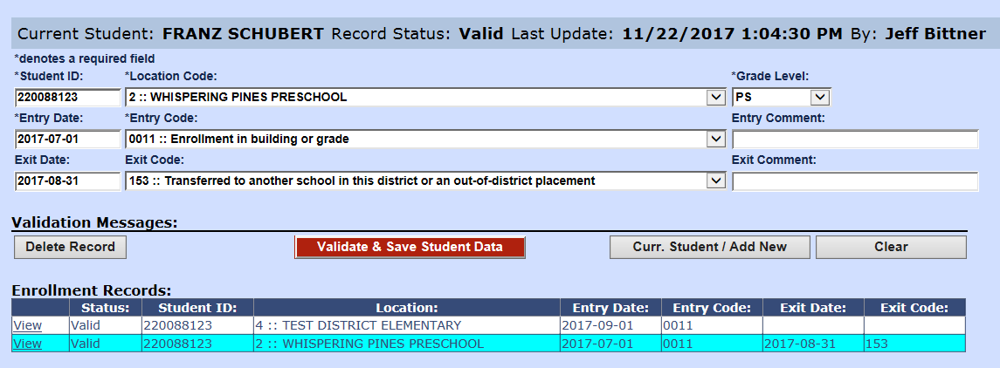 Current Student: FRANZ SCHUBERT Record Status: Valid Last Update: 11/22/2017 1:04:30 PM By: Jeff Bittner
*denotes a required field
*Student ID: *Location Code: *Grade Level:
220088123 2 :: WHISPERING PINES PRESCHOOL PS
*Entry Date: *Entry Code: Entry Comment:
2017-07-01 0011 :: Enrollment in building or grade
Exit Date: Exit Code: Exit Comment:
2017-08-31 153 :: Transferred to another school in this district or an out-of-district placement
Validation Messages:
Delete Record Validate & Save Student Data Curr. Student / Add New Clear
Enrollment Records:
Status: Student ID: Location: Entry Date: Entry Code: Exit Date: Exit Code:
View Valid 220088123 4 :: TEST DISTRICT ELEMENTARY 2017-09-01 0011
View Valid 220088123 2 :: WHISPERING PINES PRESCHOOL 2017-07-01 0011 2017-08-31 153